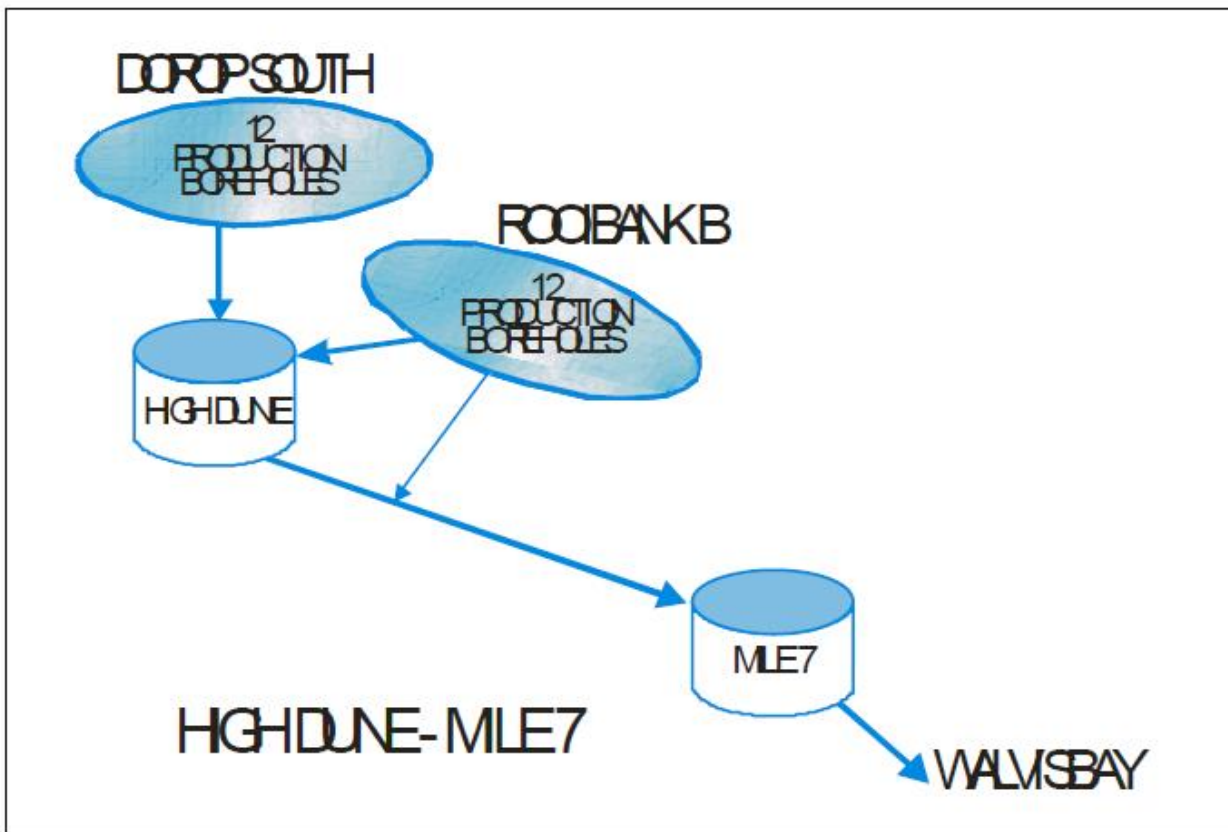 DOROP SOUTH
12
PRODUCTION
BOREHOLES
ROOIBANK B
12
PRODUCTION
BOREHOLES
HIGH DUNE
MILE 7
HIGH DUNE - MILE 7
WALVIS BAY